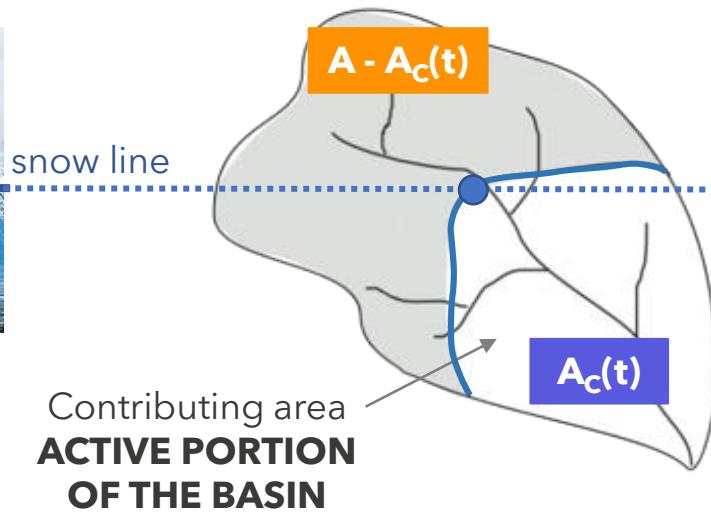 A - Ac(t)
snow line
Ac(t)
Contributing area
ACTIVE PORTION
OF THE BASIN